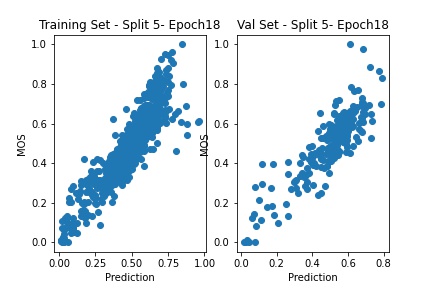 Training Set - Split 5- Epoch18
Val Set - Split 5- Epoch18
MOS
1.0
0.8
0.6
0.4
0.2
0.0
0.00 0.25 0.50 0.75 1.00
Prediction
MOS
1.0
0.8
0.6
0.4
0.2
0.0
0.0 0.2 0.4 0.6 0.8
Prediction